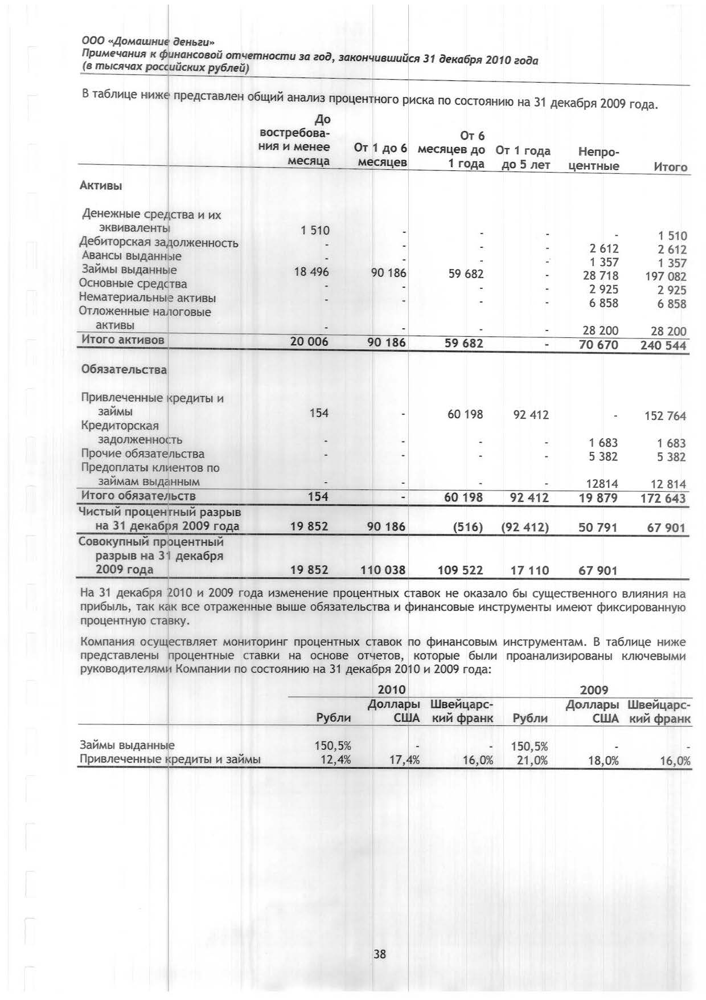 ООО «Домашние деньги»
Примечания к финансовой отчетности за год, закончившийся 31 декабря 2010 года
(в тысячах российских рублей)
В таблице ниже представлен общий анализ процентного риска по состоянию на 31 декабря 2009 года.
До
востребова-
ния и менее
месяца
От 1 до 6
месяцев
От 6
месяцев до
1 года
От 1 года
до 5 лет
Непро-
центные
Итого
Активы
Денежные средства и их
эквиваленты 1 510 - - - - 1 510
Дебиторская задолженность - - - - 2 612 2 612
Авансы выданные - - - - 1 357 1 357
Займы выданные 18 496 90 186 59 682 - 28 718 197 082
Основные средства - - - - 2 925 2 925
Нематериальные активы - - - - 6 858 6 858
Отложенные налоговые
активы - - - - 28 200 28 200
Итого активов 20 006 90 186 59 682 - 70 670 240 544
Обязательства
Привлеченные кредиты и
займы 154 - 60 198 92 412 - 152 764
Кредиторская
задолженность - - - - 1 683 1 683
Прочие обязательства - - - - 5 382 5 382
Предоплаты клиентов по
займам выданным - - - - 12814 12 814
Итого обязательств 154 - 60 198 92 412 19 879 172 643
Чистый процентный разрыв
на 31 декабря 2009 года 19 852 90 186 (516) (92 412) 50 791 67 901
Совокупный процентный
разрыв на 31 декабря
2009 года 19 852 110 038 109 522 17 110 67 901
На 31 декабря 2010 и 2009 года изменение процентных ставок не оказало бы существенного влияния на
прибыль, так как все отраженные выше обязательства и финансовые инструменты имеют фиксированную
процентную ставку.
Компания осуществляет мониторинг процентных ставок по финансовым инструментам. В таблице ниже
представлены процентные ставки на основе отчетов, которые были проанализированы ключевыми
руководителями Компании по состоянию на 31 декабря 2010 и 2009 года:
2010 2009
Доллары Швейцарс- Доллары Швейцарс-
Рубли США кий франк Рубли США кий франк
Займы выданные 150,5% - - 150,5% - -
Привлеченные кредиты и займы 12,4% 17,4% 16,0% 21,0% 18,0% 16,0%
38